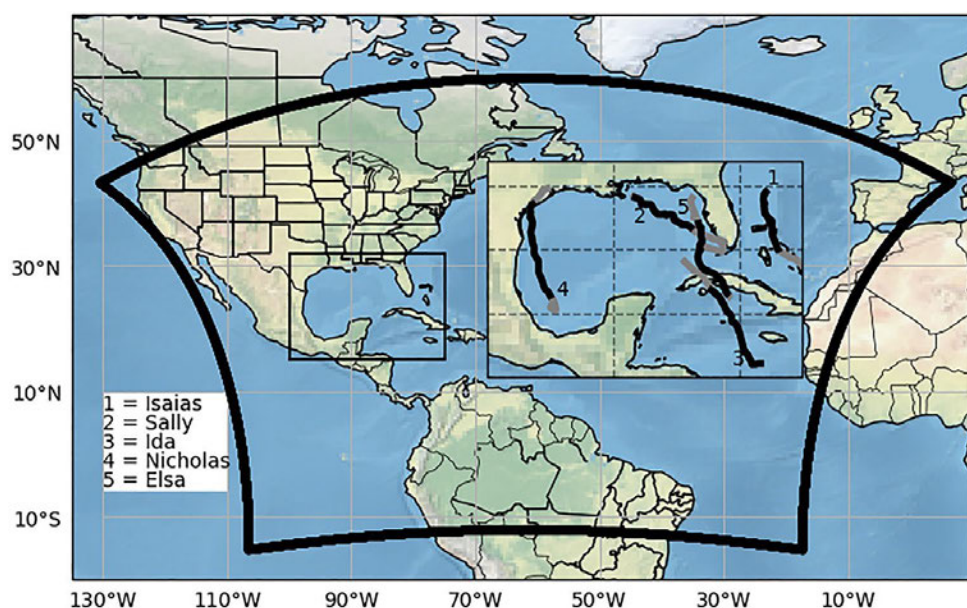 50°N
30°N
10°N
10°S
1
5
2
4
3
1 = Isaias
2 = Sally
3 = Ida
4 = Nicholas
5 = Elsa
130°W 110°W 90°W 70°W 50°W 30°W 10°W